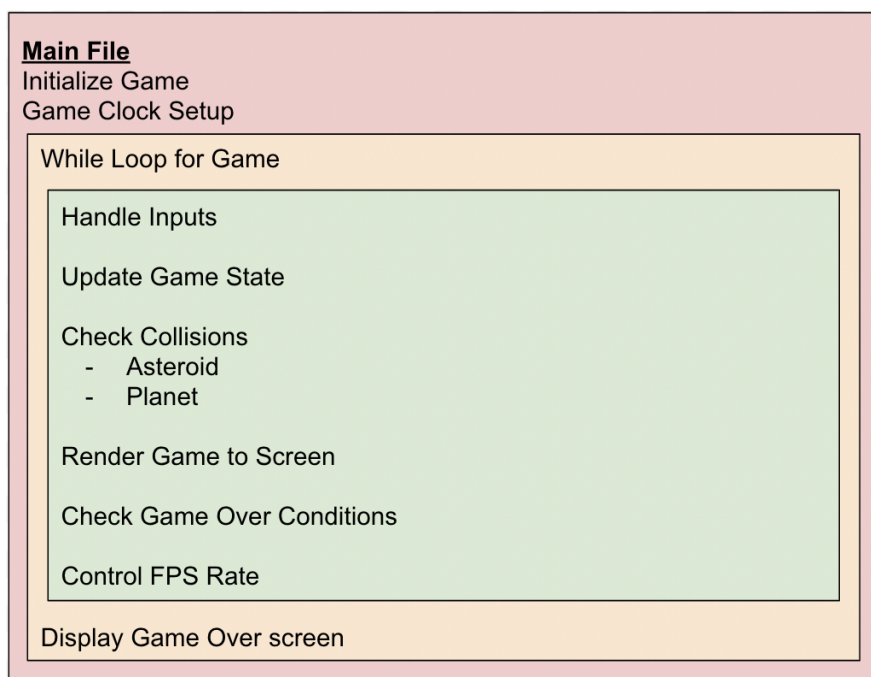 Main File
Initialize Game
Game Clock Setup
While Loop for Game
Handle Inputs
Update Game State
Check Collisions
- Asteroid
- Planet
Render Game to Screen
Check Game Over Conditions
Control FPS Rate
Display Game Over screen